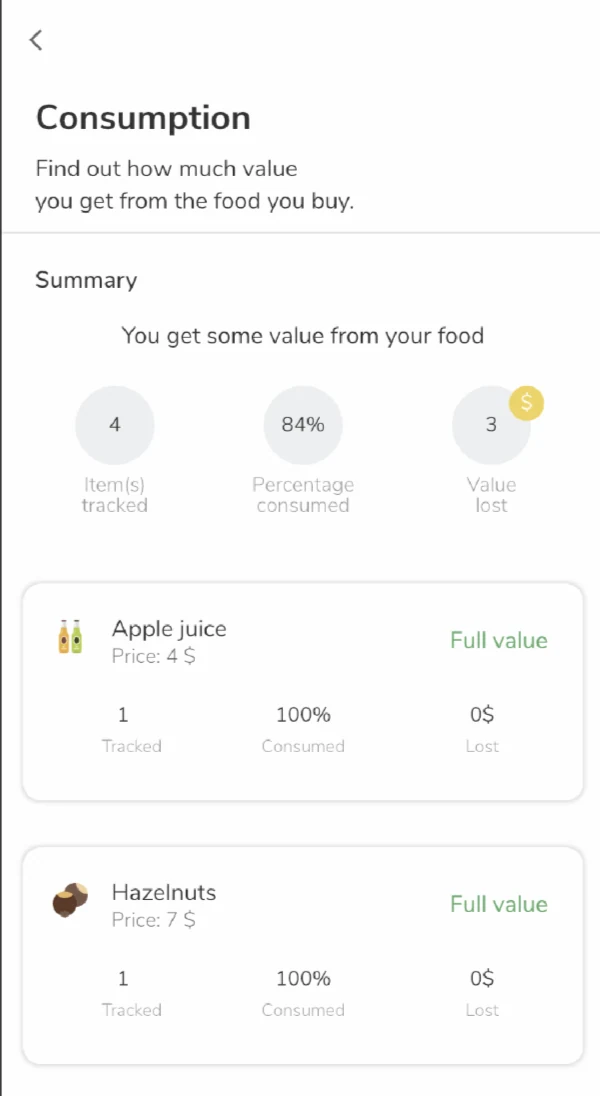 Consumption
Find out how much value
you get from the food you buy.
Summary
You get some value from your food
4
84%
3
$
Item(s)
tracked
Percentage
consumed
Value
lost
Apple juice
Price: 4 $
Full value
1
100%
0$
Tracked
Consumed
Lost
Hazelnuts
Price: 7 $
Full value
1
100%
0$
Tracked
Consumed
Lost